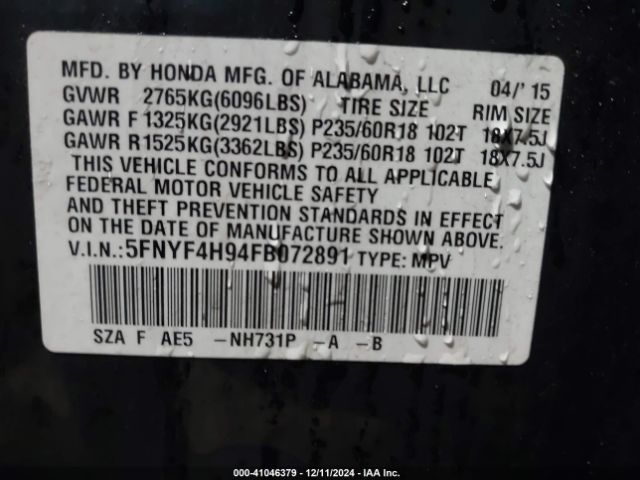 MFD. BY HONDA MFG. OF ALABAMA, LLC 04/'15
GVWR 2765KG(6096LBS) TIRE SIZE RIM SIZE
GAWR F 1325KG(2921LBS) P235/60R18 102T 18X7.5J
GAWR R1525KG(3362LBS) P235/60R18 102T 18X7.5J
THIS VEHICLE CONFORMS TO ALL APPLICABLE
FEDERAL MOTOR VEHICLE SAFETY
AND THEFT PREVENTION STANDARDS IN EFFECT
ON THE DATE OF MANUFACTURE SHOWN ABOVE.
V.I.N.:5FNYF4H94FB072891 TYPE: MPV
SZA F AE5 -NH731P -A -B
000-41046379 - 12/11/2024 - IAA Inc.